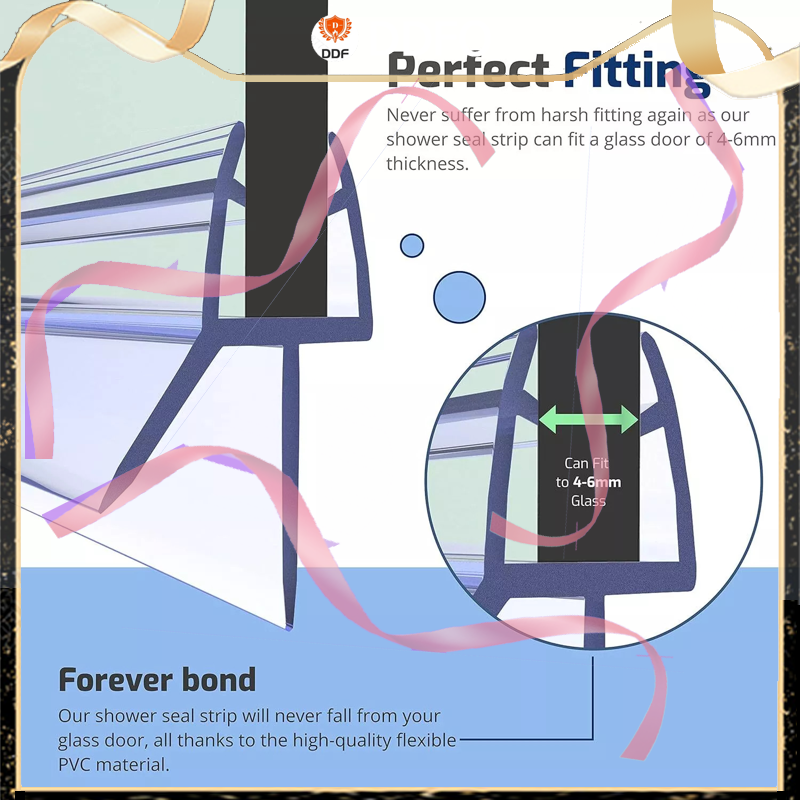 D
DDF
Perfect Fitting
Never suffer from harsh fitting again as our
shower seal strip can fit a glass door of 4-6mm
thickness.
Can Fit
to 4-6mm
Glass
Forever bond
Our shower seal strip will never fall from your
glass door, all thanks to the high-quality flexible
PVC material.